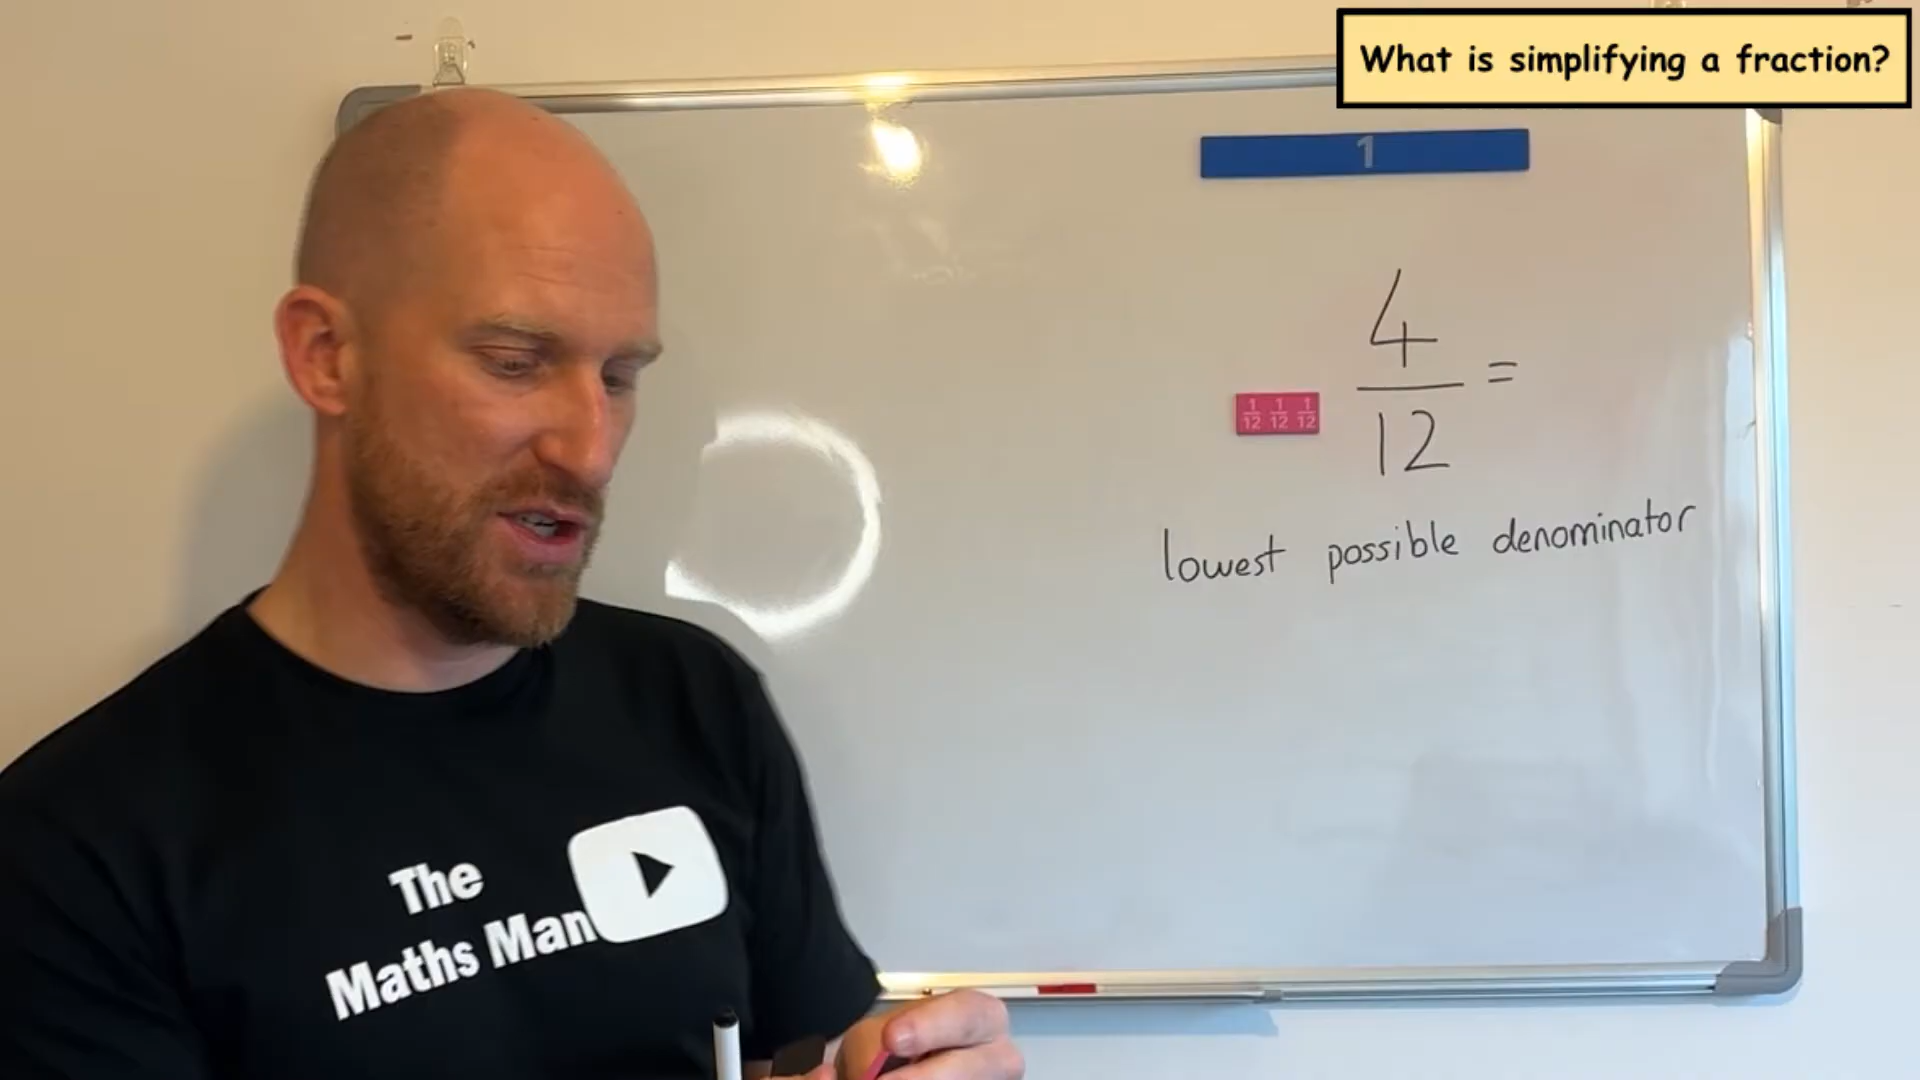 What is simplifying a fraction?
1
4
12
=
1 1 1
12 12 12
lowest possible denominator
The
Maths Man